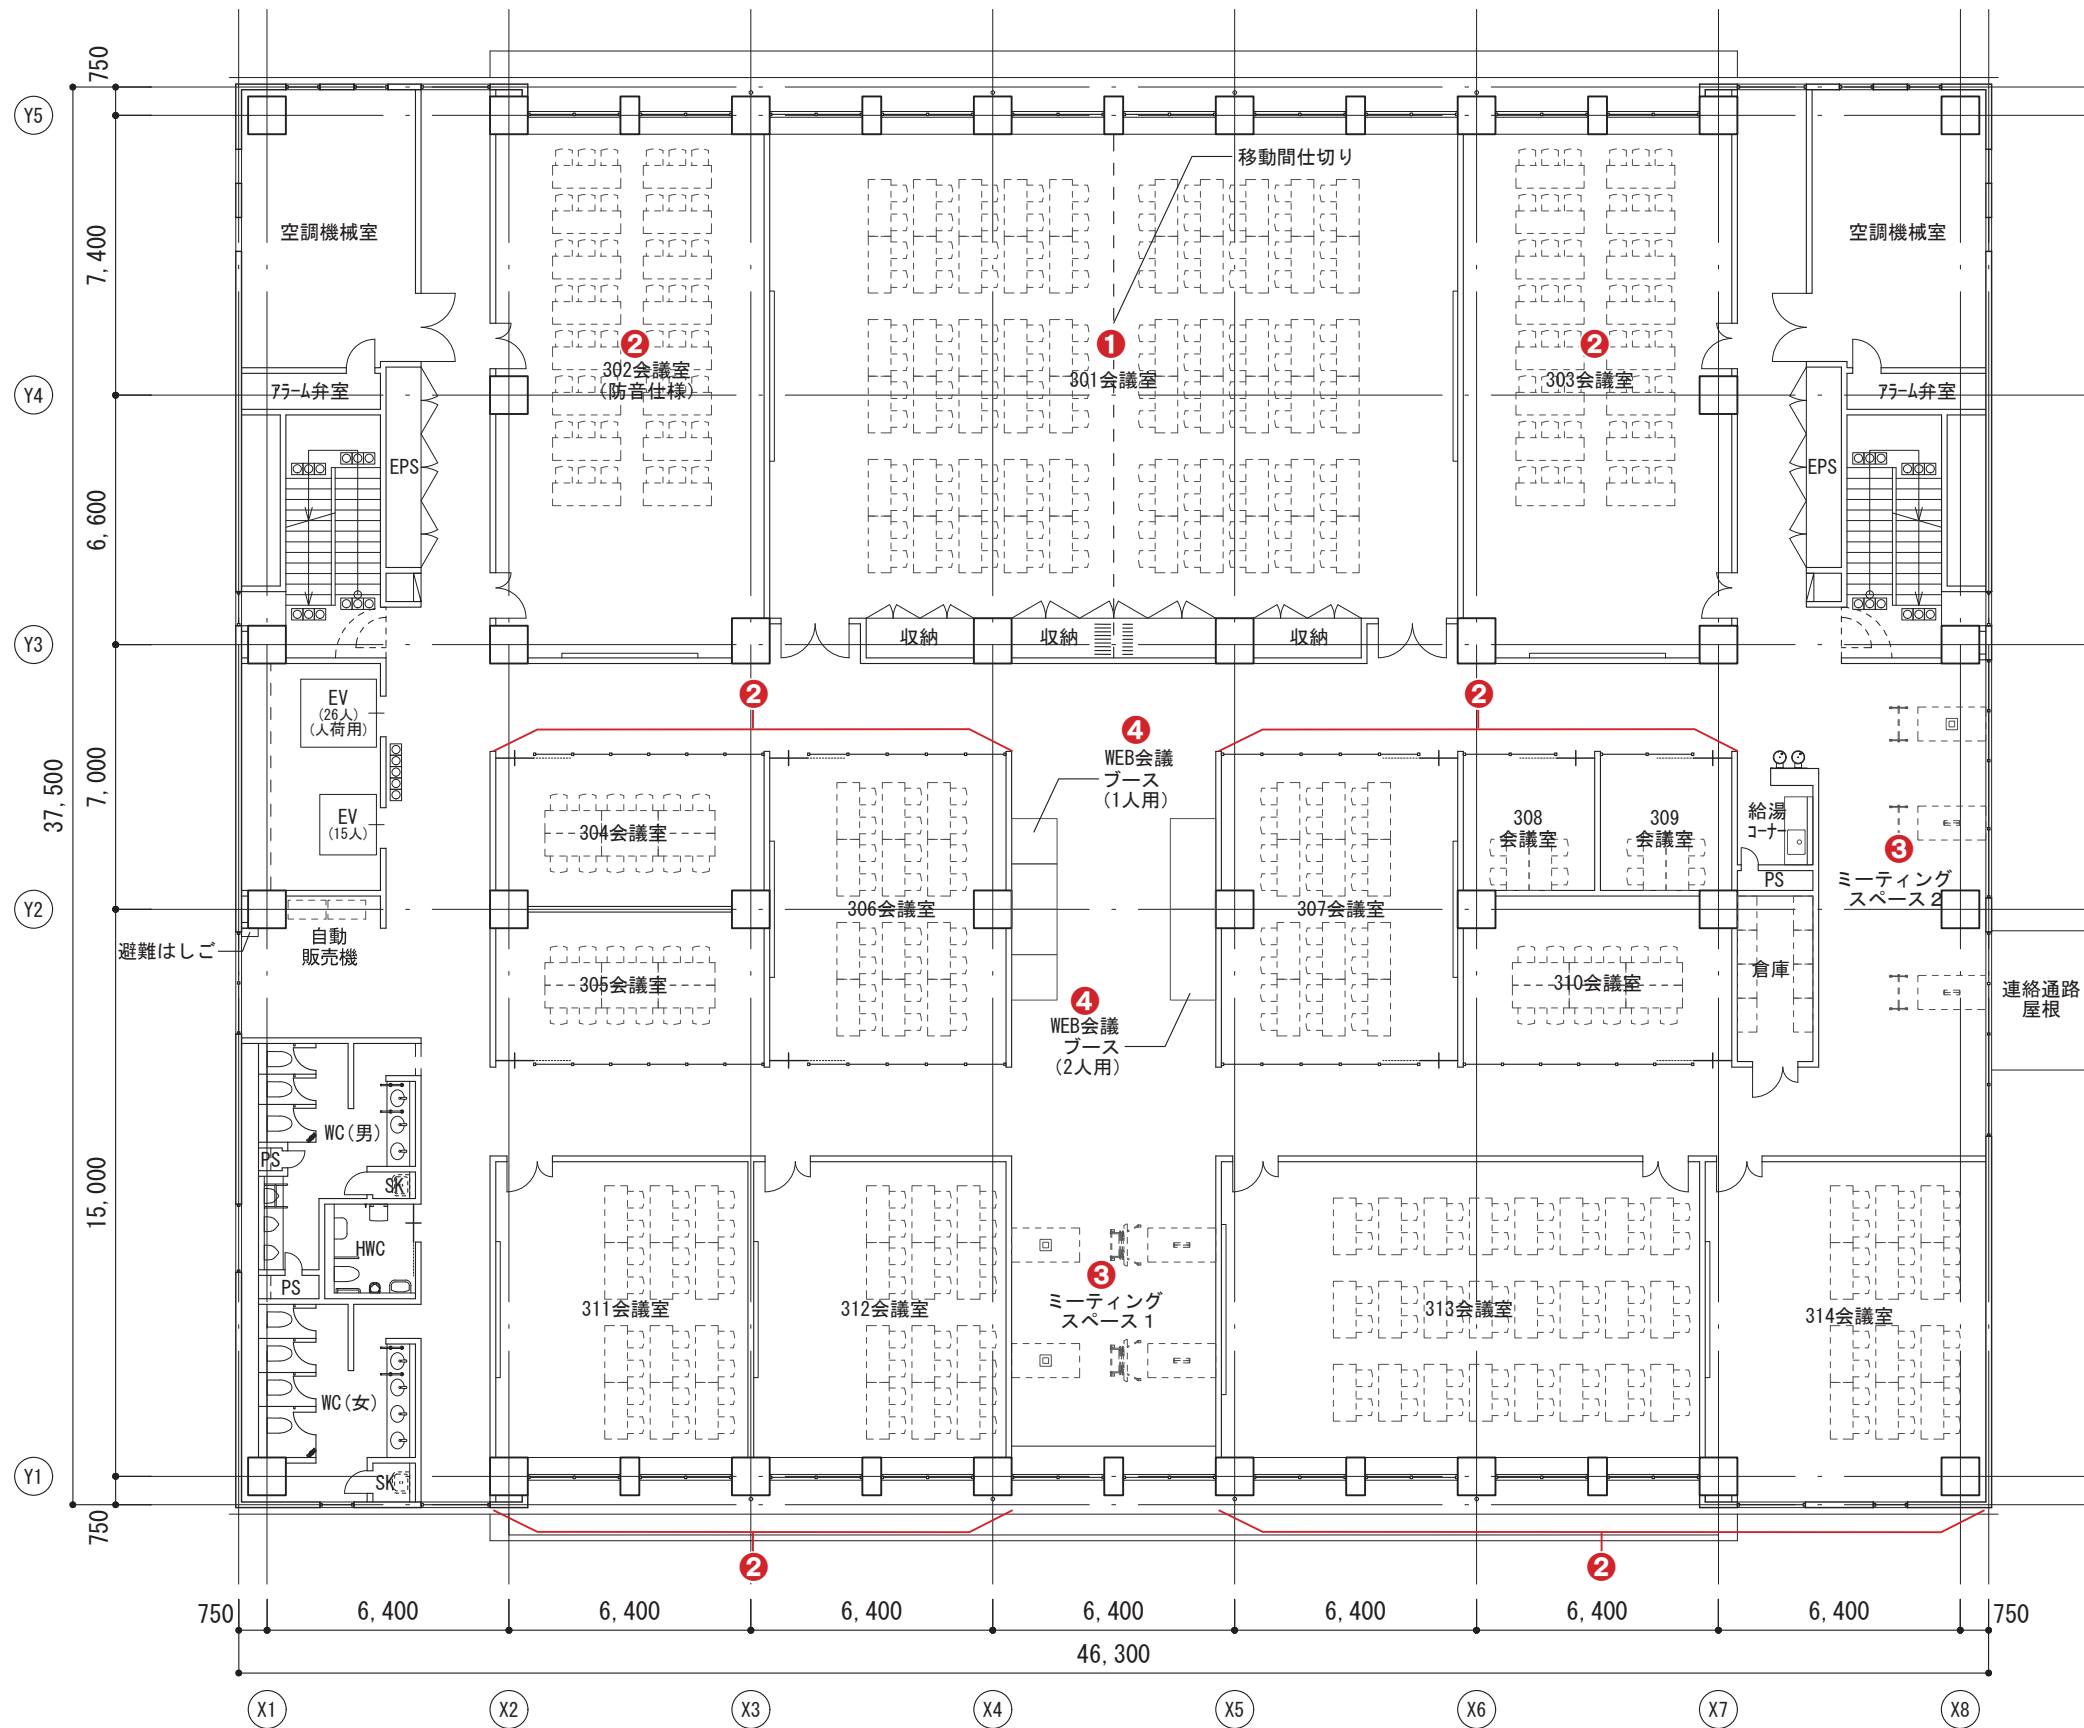 750
Y5
移動間仕切り
空調機械室
空調機械室
7,400
❷
❶
❷
302会議室
(防音仕様)
301会議室
303会議室
Y4
アラーム弁室
アラーム弁室
EPS
EPS
6,600
Y3
収納
収納
収納
❷
❷
EV
(26人)
(人荷用)
❹
WEB会議
ブース
(1人用)
37,500
7,000
EV
(15人)
304会議室
308
会議室
309
会議室
給湯
コーナー
❸
PS
ミーティング
スペース2
Y2
306会議室
307会議室
避難はしご
自動
販売機
305会議室
310会議室
倉庫
連絡通路
屋根
❹
WEB会議
ブース
(2人用)
WC(男)
PS
SK
15,000
HWC
PS
❸
ミーティング
スペース1
311会議室
312会議室
313会議室
314会議室
WC(女)
SK
Y1
750
❷
❷
750
6,400
6,400
6,400
6,400
6,400
6,400
6,400
750
46,300
X1
X2
X3
X4
X5
X6
X7
X8